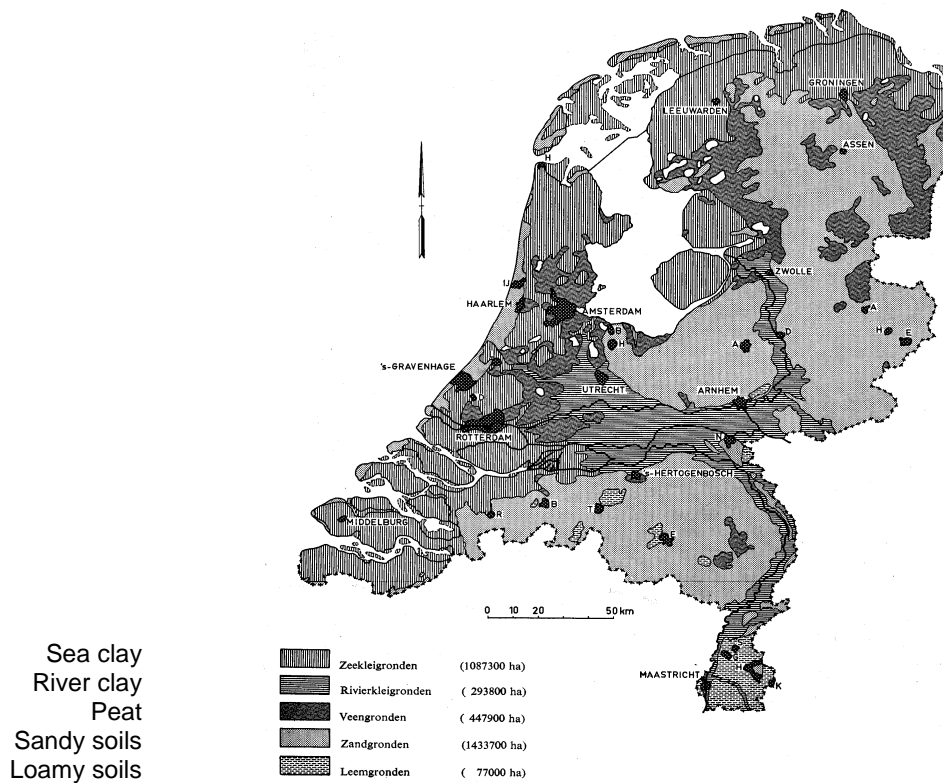 GRONINGEN
LEEUWARDEN
ASSEN
H
ZWOLLE
IJ
HAARLEM
AMSTERDAM
A
B
H
E
H
A
D
's-GRAVENHAGE
UTRECHT
ARNHEM
D
ROTTERDAM
N
's-HERTOGENBOSCH
MIDDELBURG
R
B
T
E
0 10 20 50 km
MAASTRICHT
H
K
Sea clay Zeekleigronden (1087300 ha)
River clay Rivierkleigronden ( 293800 ha)
Peat Veengronden ( 447900 ha)
Sandy soils Zandgronden (1433700 ha)
Loamy soils Leemgronden ( 77000 ha)